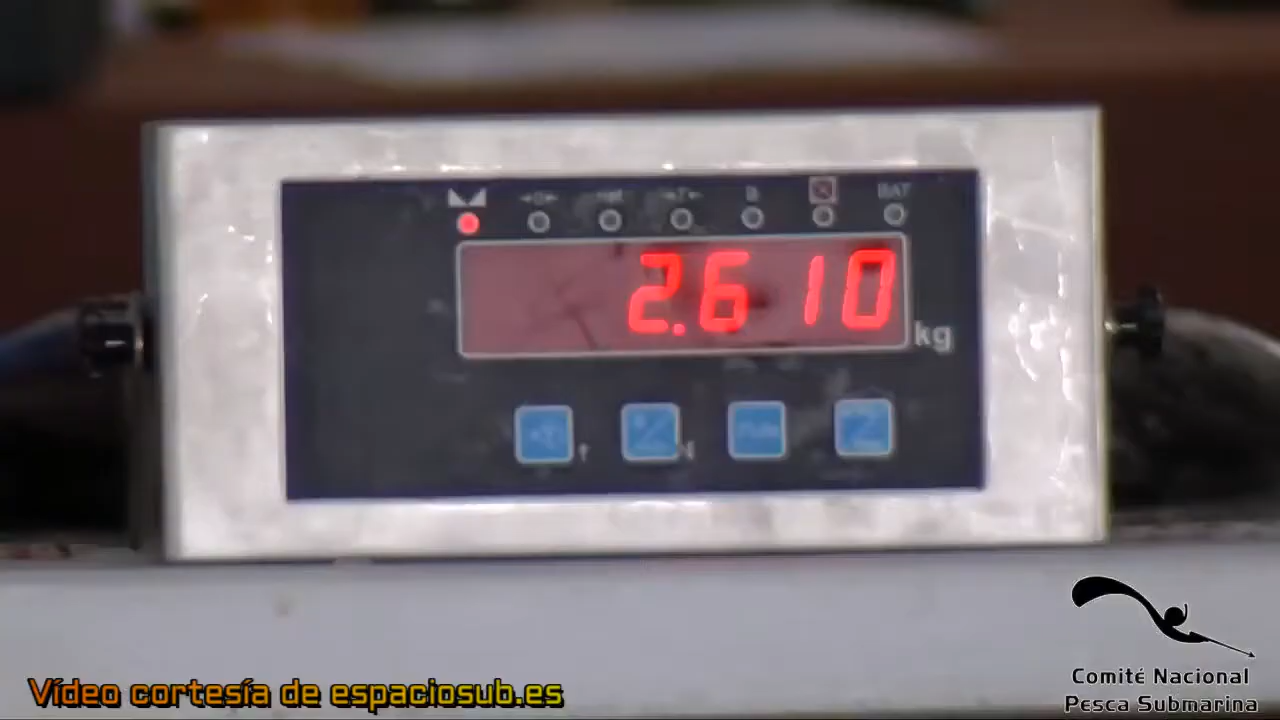 BAT
2.610
kg
Vídeo cortesía de espaciosub.es
Comité Nacional
Pesca Submarina